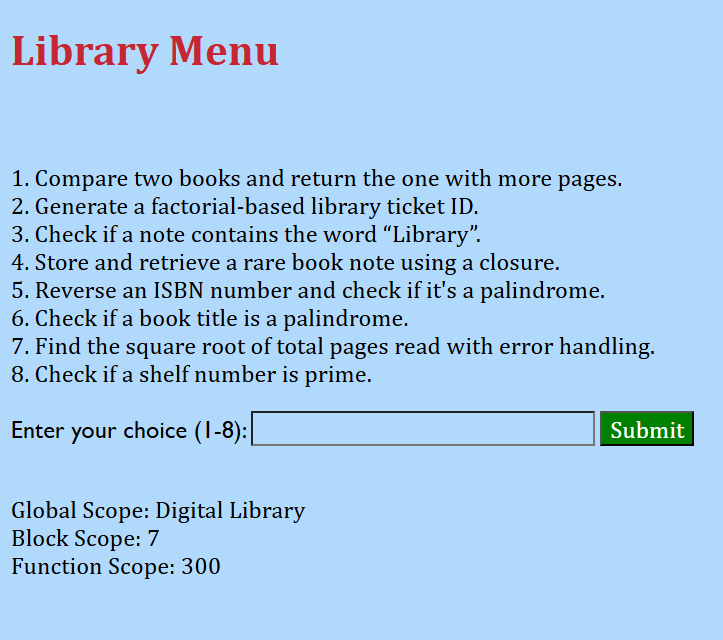 Library Menu
1. Compare two books and return the one with more pages.
2. Generate a factorial-based library ticket ID.
3. Check if a note contains the word “Library”.
4. Store and retrieve a rare book note using a closure.
5. Reverse an ISBN number and check if it's a palindrome.
6. Check if a book title is a palindrome.
7. Find the square root of total pages read with error handling.
8. Check if a shelf number is prime.
Enter your choice (1-8): Submit
Global Scope: Digital Library
Block Scope: 7
Function Scope: 300